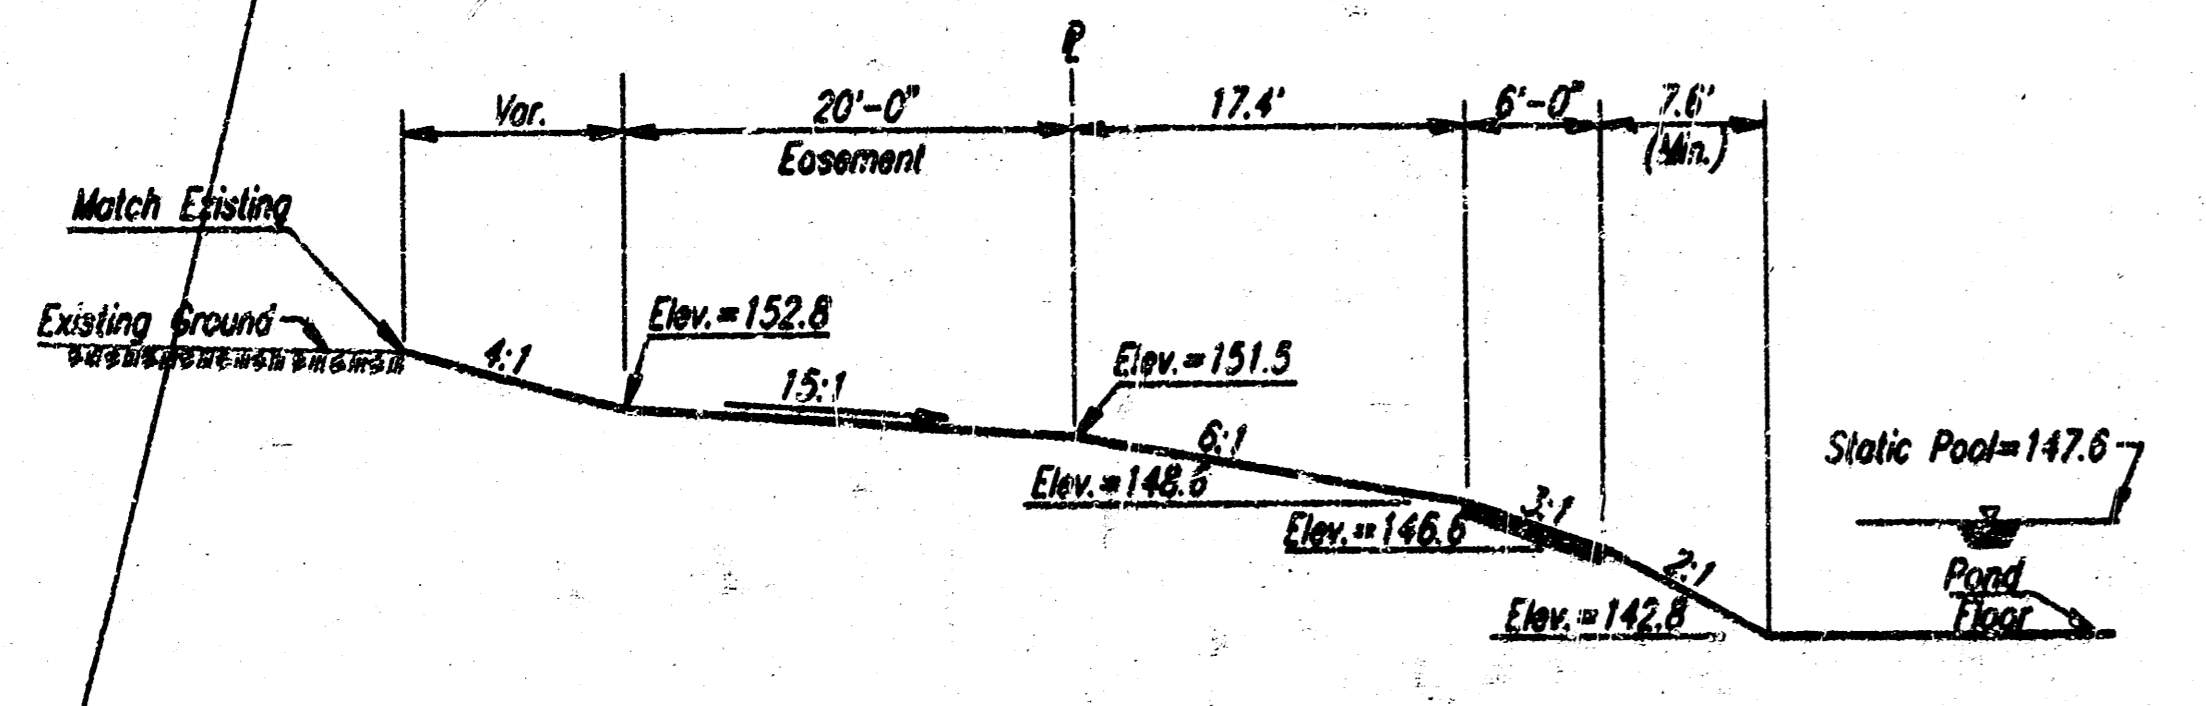 ℄
Var.
20'-0"
17.4'
6'-0"
7.6'
Easement
(Min.)
Match Existing
Existing Ground
Elev.=152.8
4:1
15:1
Elev.=151.5
6:1
Static Pool=147.6
Elev.=148.6
3:1
Elev.=146.6
2:1
Pond
Floor
Elev.=142.8